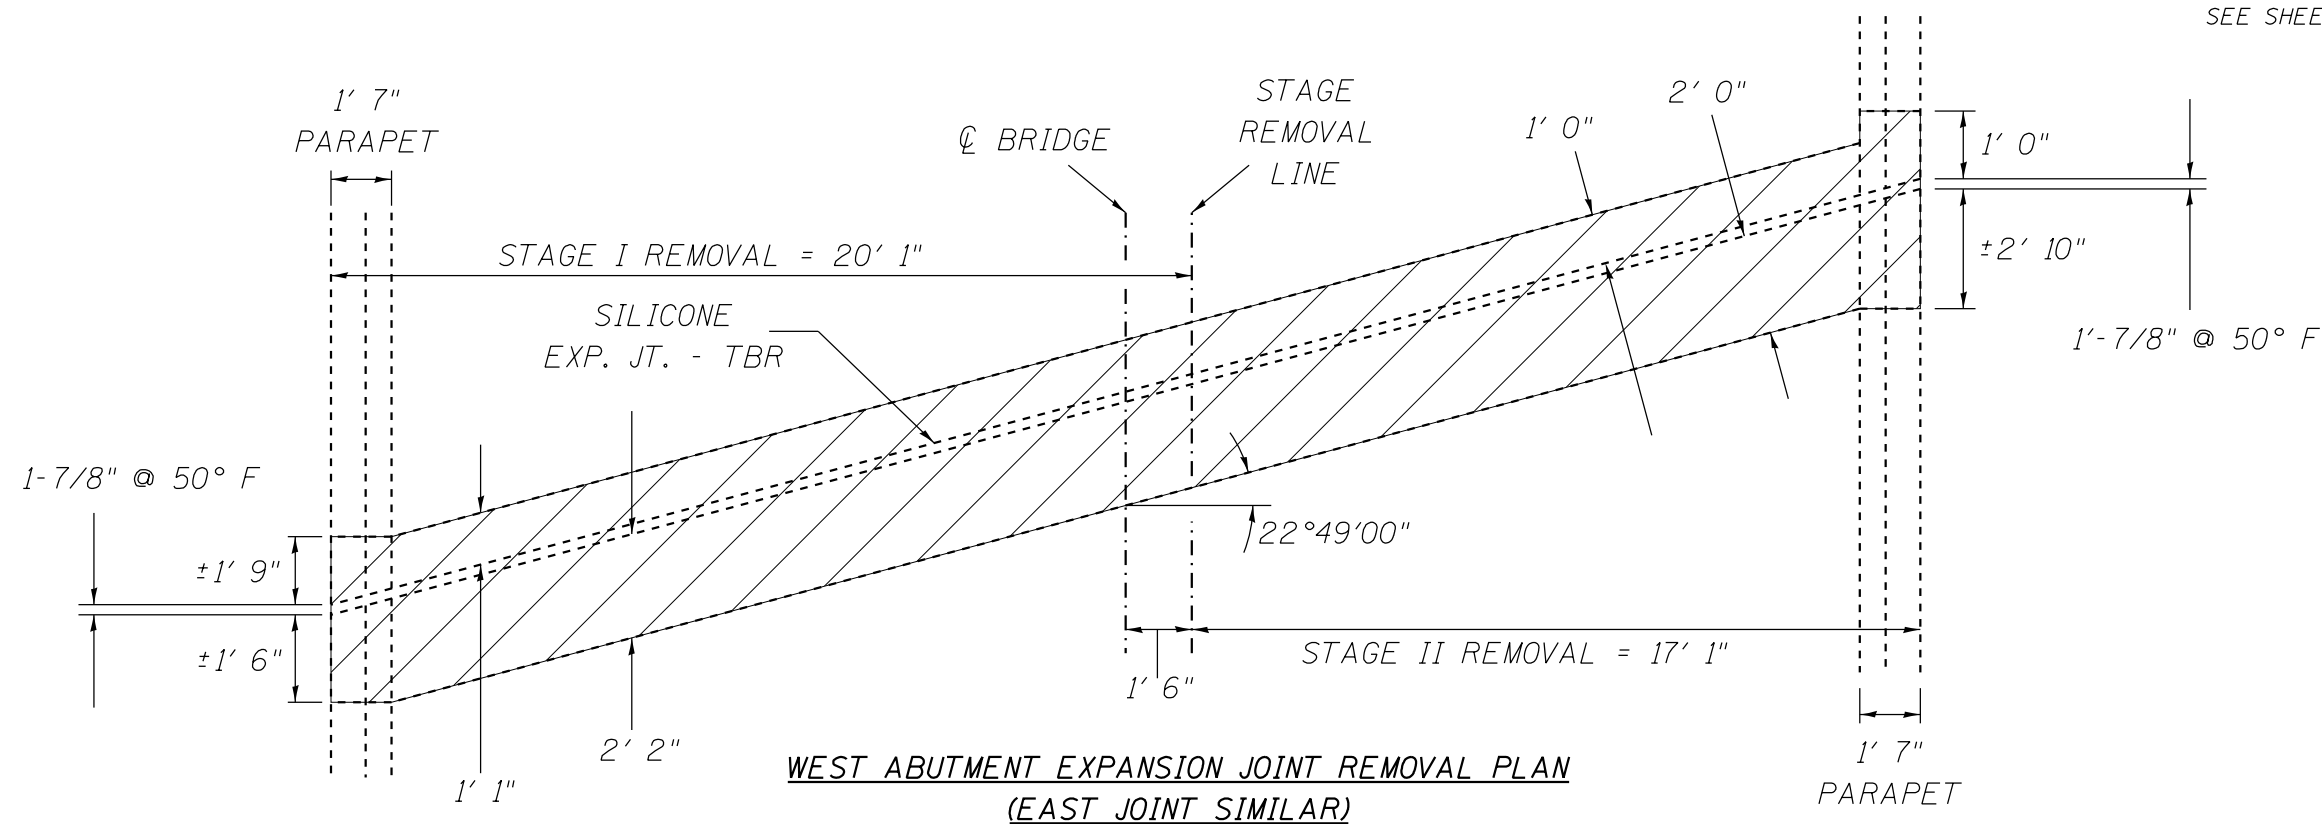 SEE SHEE
1' 7"
PARAPET
℄ BRIDGE
STAGE
REMOVAL
LINE
1' 0"
2' 0"
1' 0"
±2' 10"
1'-7/8" @ 50° F
STAGE I REMOVAL = 20' 1"
SILICONE
EXP. JT. - TBR
1-7/8" @ 50° F
±1' 9"
±1' 6"
22°49'00"
STAGE II REMOVAL = 17' 1"
1' 6"
2' 2"
1' 1"
1' 7"
PARAPET
WEST ABUTMENT EXPANSION JOINT REMOVAL PLAN
(EAST JOINT SIMILAR)